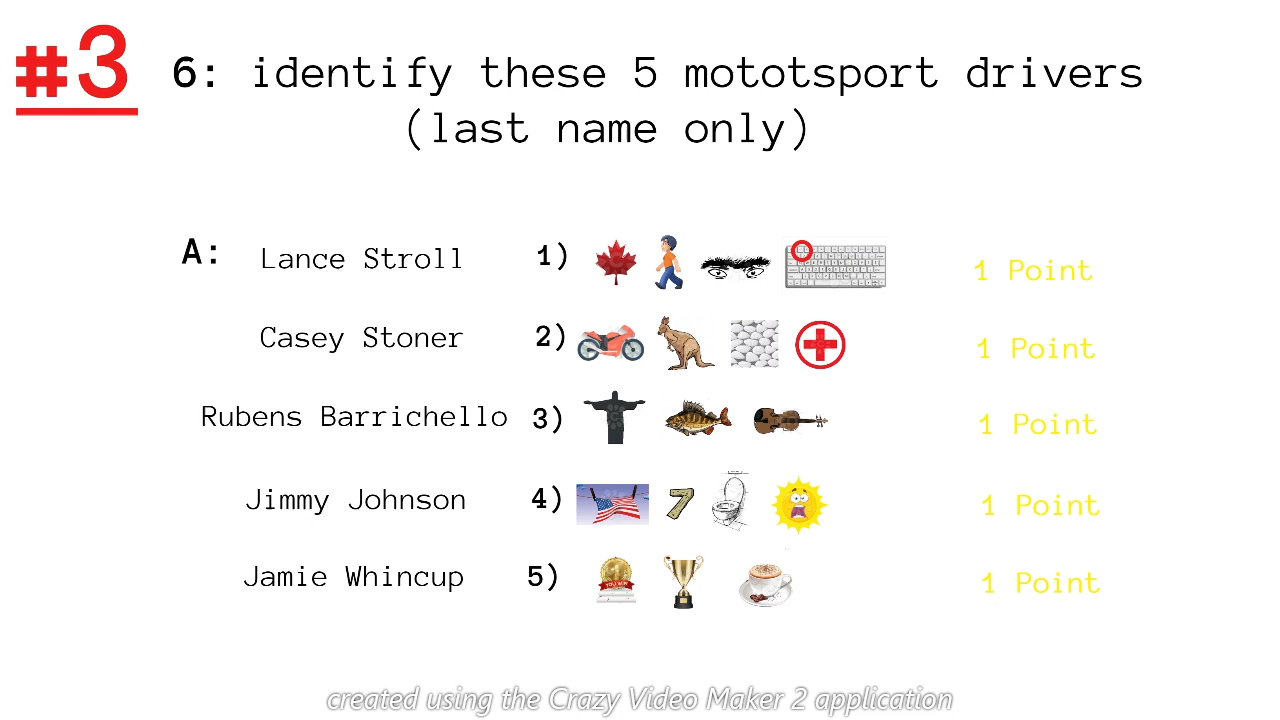 #3
6: identify these 5 mototsport drivers
(last name only)
A: Lance Stroll 1) 1 Point
Casey Stoner 2) 1 Point
Rubens Barrichello 3) 1 Point
Jimmy Johnson 4) 7 1 Point
Jamie Whincup 5) 1 Point
created using the Crazy Video Maker 2 application